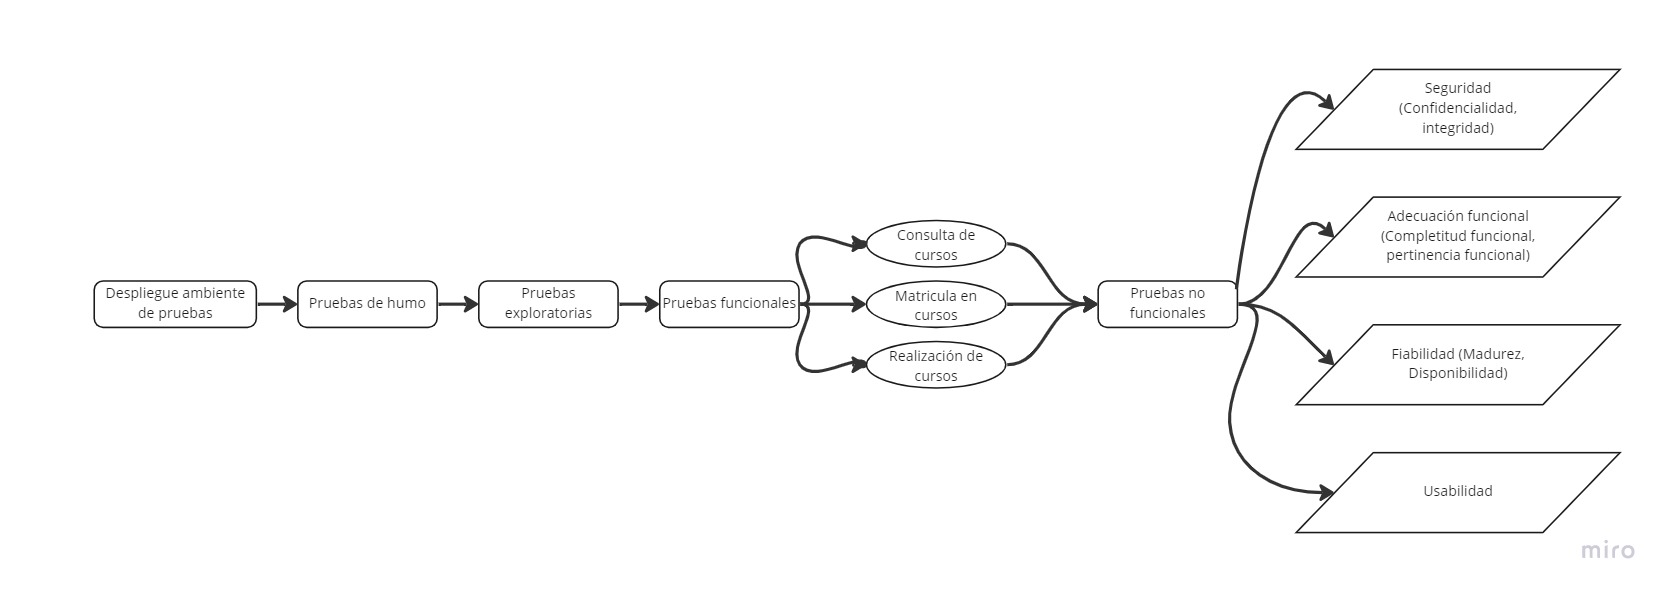 Despliegue ambiente
de pruebas
Pruebas de humo
Pruebas
exploratorias
Pruebas funcionales
Consulta de
cursos
Matricula en
cursos
Realización de
cursos
Pruebas no
funcionales
Seguridad
(Confidencialidad,
integridad)
Adecuación funcional
(Completitud funcional,
pertinencia funcional)
Fiabilidad (Madurez,
Disponibilidad)
Usabilidad
miro